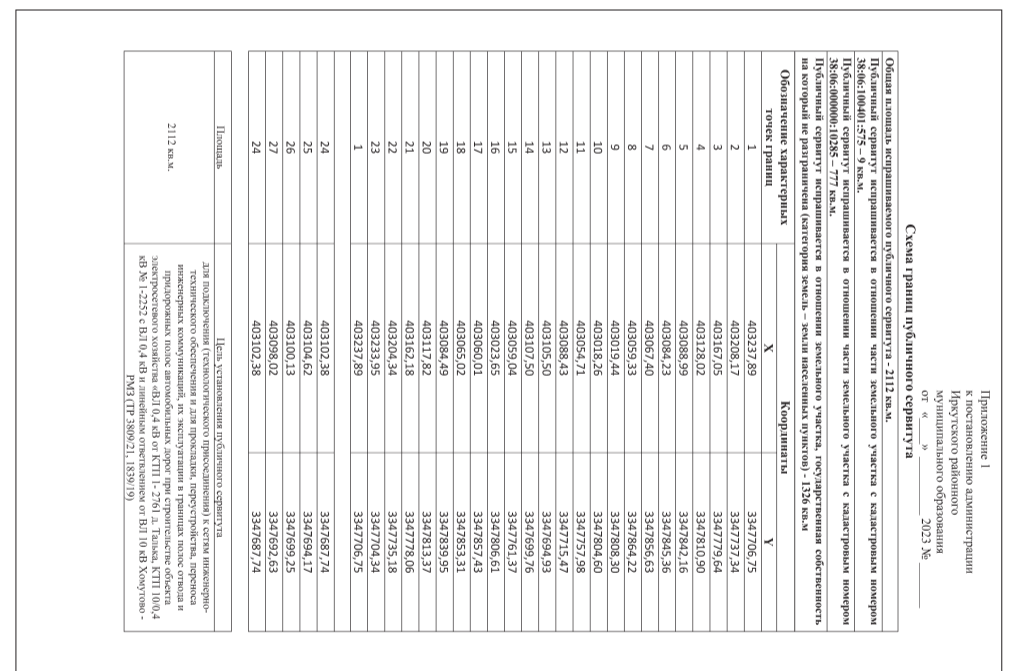 Приложение 1
к постановлению администрации
Иркутского районного
муниципального образования
от «____» ________ 2023 № ______
Схема границ публичного сервитута
Общая площадь испрашиваемого публичного сервитута - 2112 кв.м.
Публичный сервитут испрашивается в отношении части земельного участка с кадастровым номером
38:06:100401:575 – 9 кв.м.
Публичный сервитут испрашивается в отношении части земельного участка с кадастровым номером
38:06:000000:10285 – 777 кв.м.
Публичный сервитут испрашивается в отношении земельного участка, государственная собственность
на который не разграничена (категория земель – земли населенных пунктов) - 1326 кв.м
Обозначение характерных точек границ Координаты
X Y
1 403237,89 3347706,75
2 403208,17 3347737,34
3 403167,05 3347779,64
4 403128,02 3347810,90
5 403088,99 3347842,16
6 403084,23 3347845,36
7 403067,40 3347856,63
8 403059,33 3347864,22
9 403019,44 3347808,30
10 403018,26 3347804,60
11 403054,71 3347757,98
12 403088,43 3347715,47
13 403105,50 3347694,93
14 403107,50 3347699,76
15 403059,04 3347761,37
16 403023,65 3347806,61
17 403060,01 3347857,43
18 403065,02 3347853,31
19 403084,49 3347839,95
20 403117,82 3347813,37
21 403162,18 3347778,06
22 403204,34 3347735,18
23 403233,95 3347704,34
1 403237,89 3347706,75
24 403102,38 3347687,74
25 403104,62 3347694,17
26 403100,13 3347699,25
27 403098,02 3347692,63
24 403102,38 3347687,74
Площадь Цель установления публичного сервитута
2112 кв.м.
для подключения (технологического присоединения) к сетям инженерно-
технического обеспечения и для прокладки, переустройства, переноса
инженерных коммуникаций, их эксплуатации в границах полос отвода и
придорожных полос автомобильных дорог при строительстве объекта
электросетевого хозяйства «ВЛ 0,4 кВ от КТП 1- 2761 д. Талька, КТП 10/0,4
кВ № 1-2252 с ВЛ 0,4 кВ и линейным ответвлением от ВЛ 10 кВ Хомутово -
РМЗ (ТР 3809/21, 1839/19)